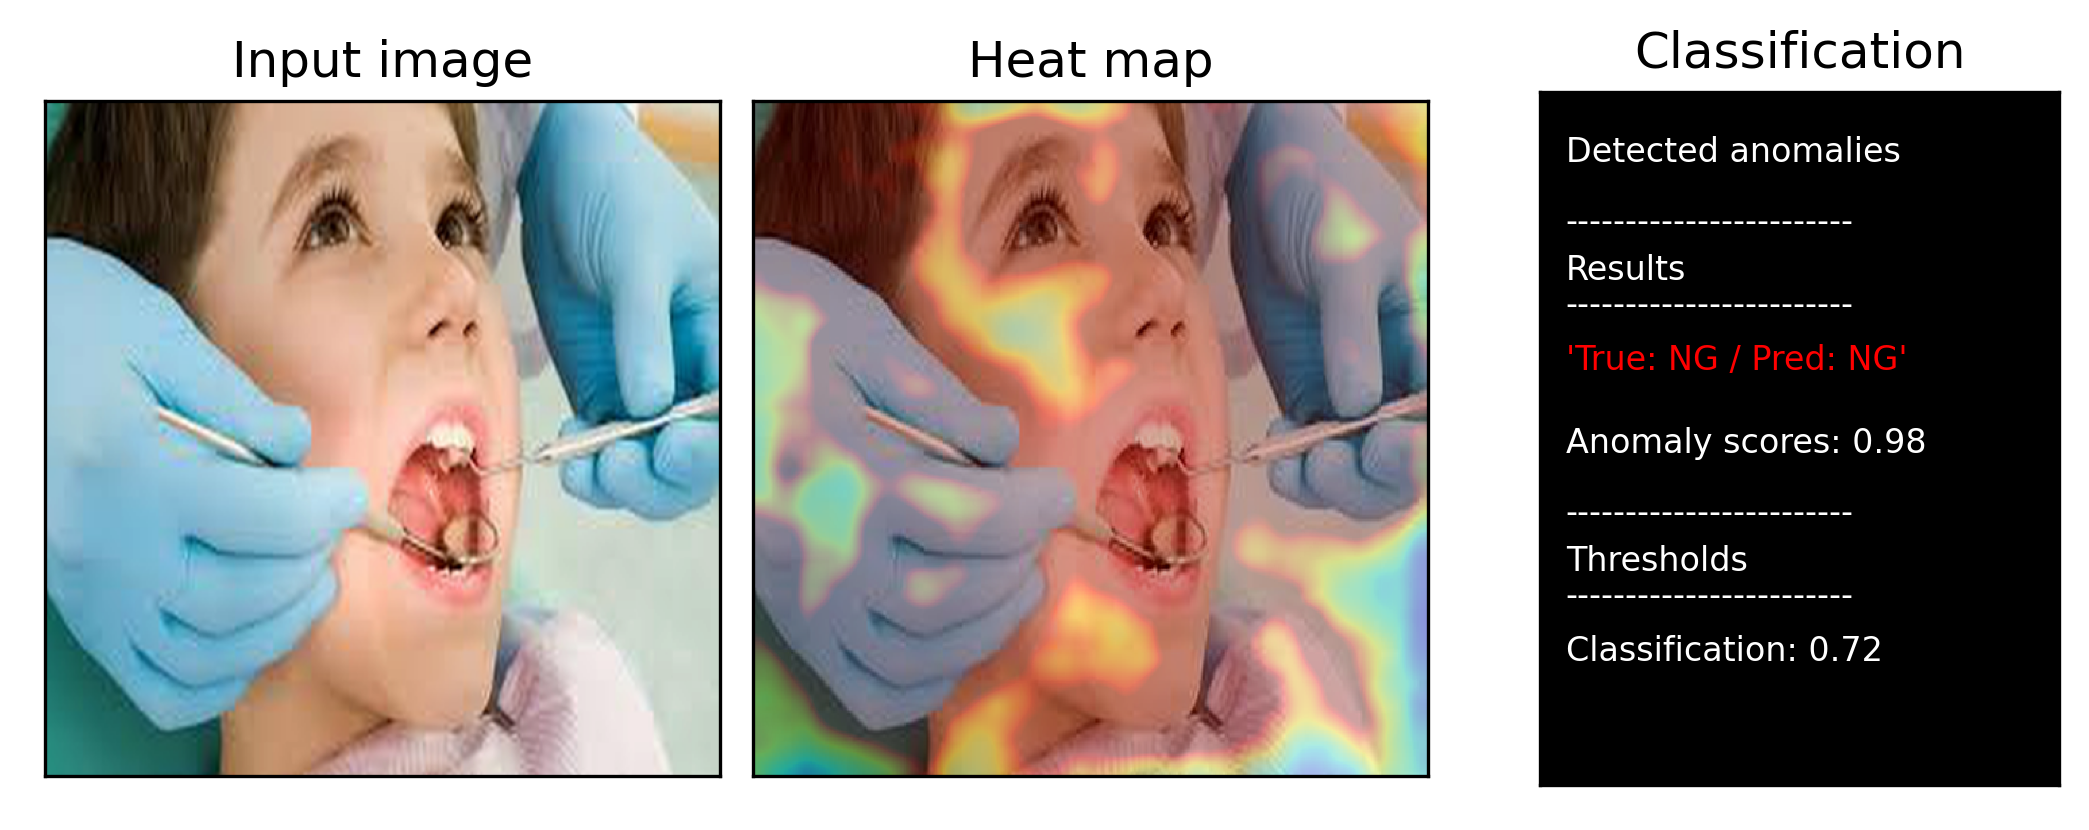 Input image
Heat map
Classification
Detected anomalies
------------------------
Results
------------------------
'True: NG / Pred: NG'
Anomaly scores: 0.98
------------------------
Thresholds
------------------------
Classification: 0.72